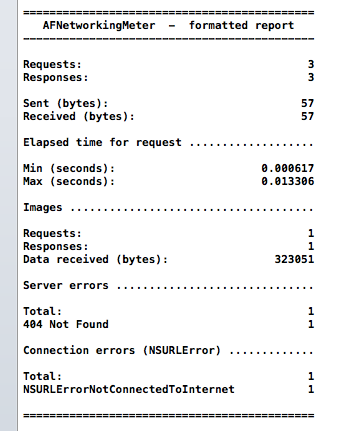 ============================================
AFNetworkingMeter  –  formatted report
--------------------------------------------
Requests: 3
Responses: 3
Sent (bytes): 57
Received (bytes): 57
Elapsed time for request ...................
Min (seconds): 0.000617
Max (seconds): 0.013306
Images .....................................
Requests: 1
Responses: 1
Data received (bytes): 323051
Server errors ..............................
Total: 1
404 Not Found 1
Connection errors (NSURLError) .............
Total: 1
NSURLErrorNotConnectedToInternet 1
============================================